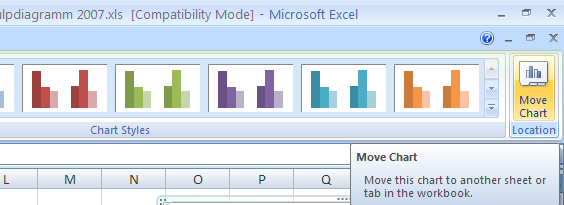 ulpdiagramm 2007.xls [Compatibility Mode] - Microsoft Excel
Move
Chart
Chart Styles
Location
Move Chart
Move this chart to another sheet or
tab in the workbook.
L M N O P Q